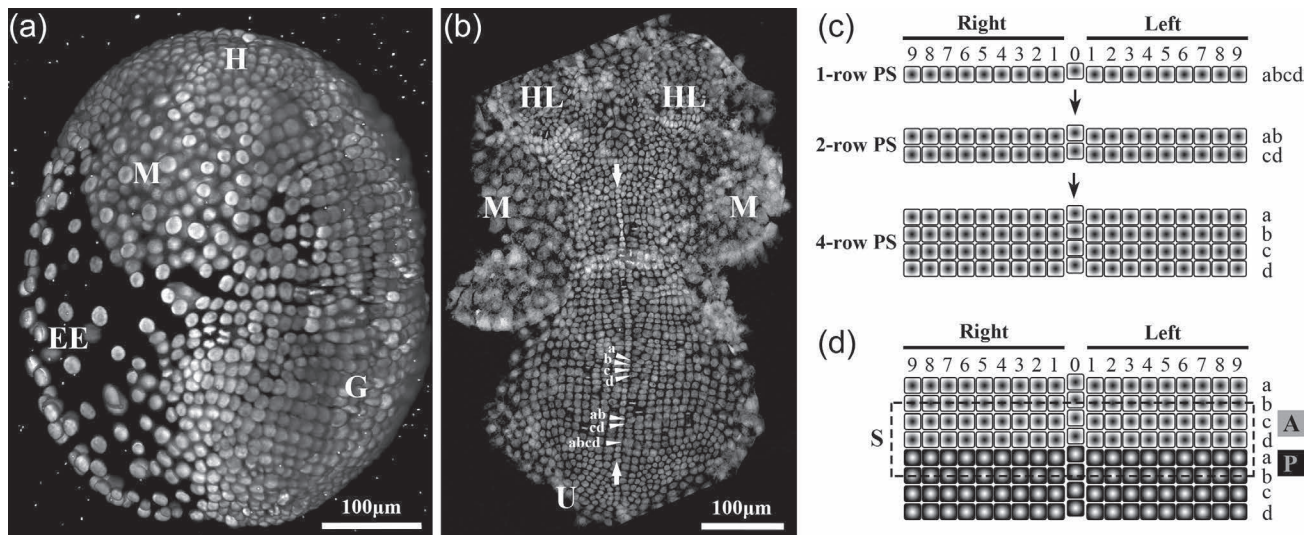 (a)
H
M
EE
G
100μm
(b)
HL HL
M M
a
b
c
d
ab
cd
abcd
U
100μm
(c)
Right Left
9 8 7 6 5 4 3 2 1 0 1 2 3 4 5 6 7 8 9
1-row PS abcd
2-row PS ab
cd
4-row PS a
b
c
d
(d)
Right Left
9 8 7 6 5 4 3 2 1 0 1 2 3 4 5 6 7 8 9
a
b
c
d
a
b
c
d
S
A
P